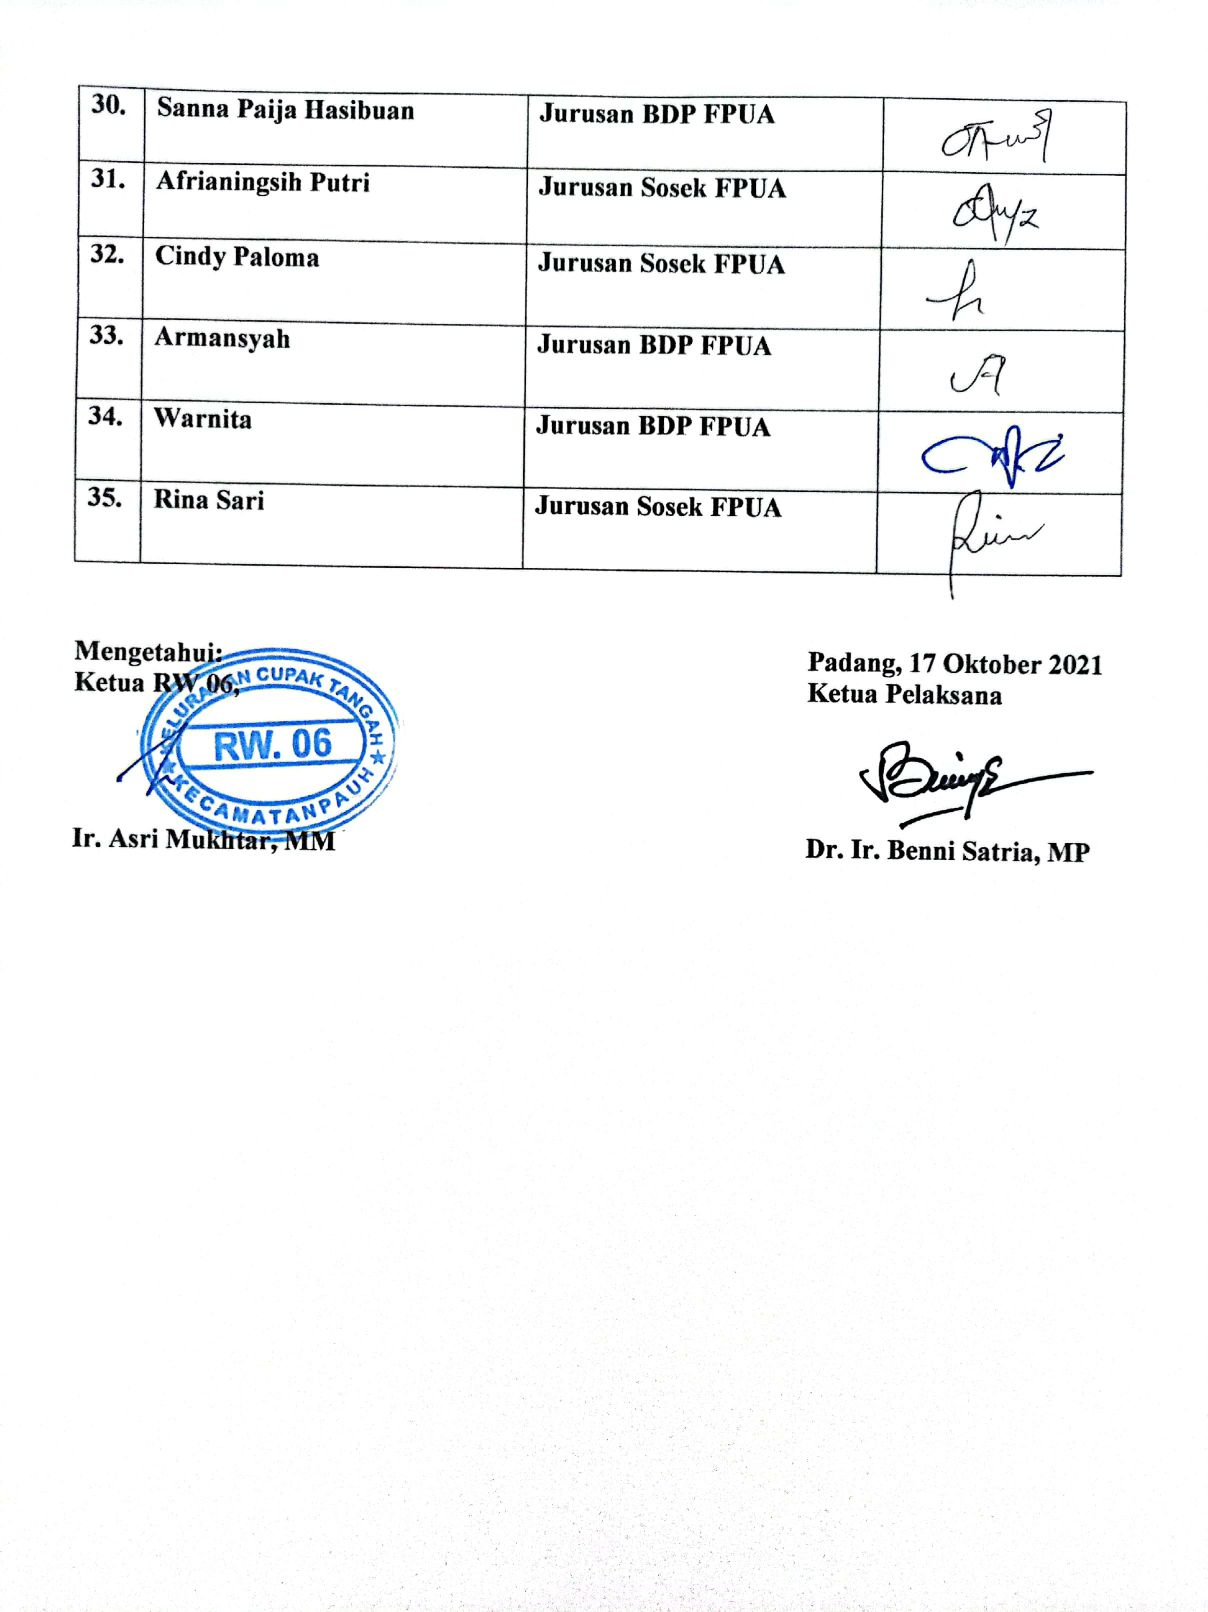 30. Sanna Paija Hasibuan Jurusan BDP FPUA
31. Afrianingsih Putri Jurusan Sosek FPUA
32. Cindy Paloma Jurusan Sosek FPUA
33. Armansyah Jurusan BDP FPUA
34. Warnita Jurusan BDP FPUA
35. Rina Sari Jurusan Sosek FPUA
Mengetahui:
Ketua RW 06,
KELURAHAN CUPAK TANGAH
RW. 06
KECAMATANPAUH
Ir. Asri Mukhtar, MM
Padang, 17 Oktober 2021
Ketua Pelaksana
Dr. Ir. Benni Satria, MP